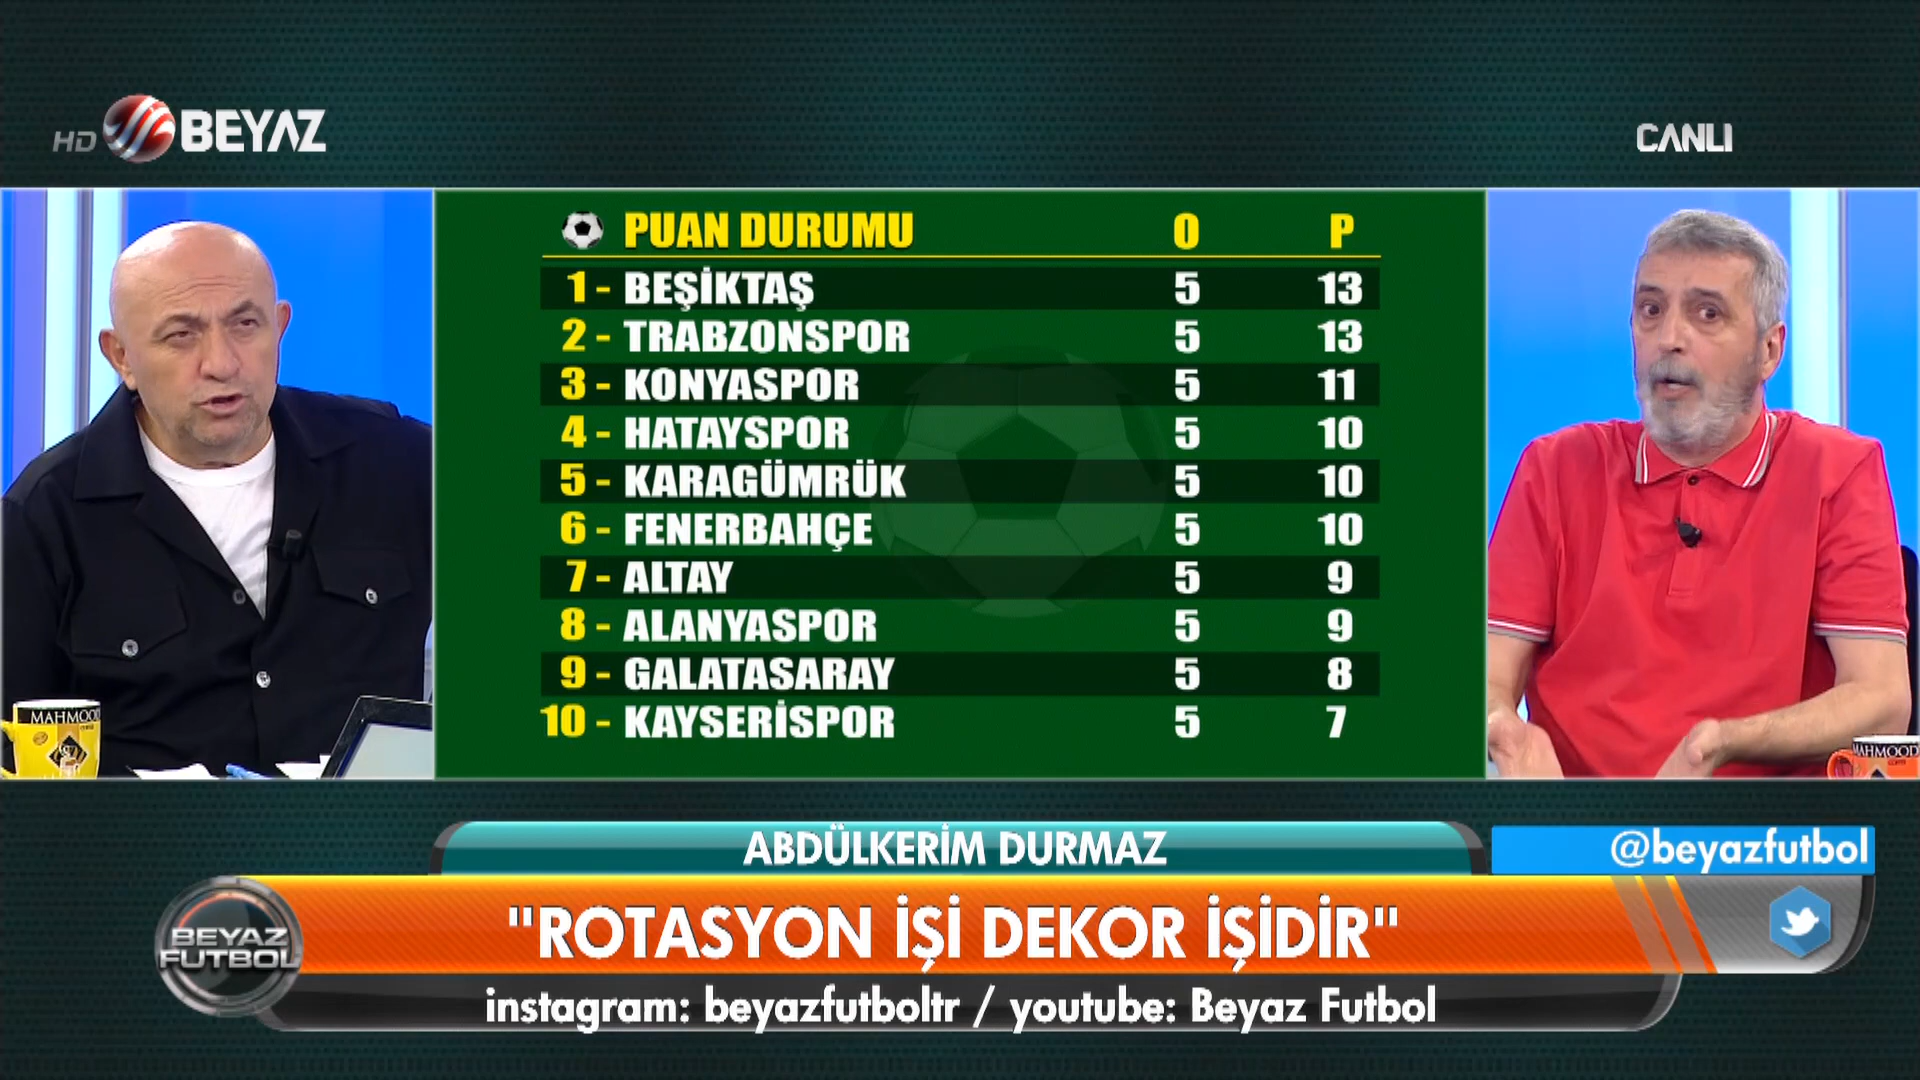 HD BEYAZ
CANLI
PUAN DURUMU O P
1 - BEŞİKTAŞ 5 13
2 - TRABZONSPOR 5 13
3 - KONYASPOR 5 11
4 - HATAYSPOR 5 10
5 - KARAGÜMRÜK 5 10
6 - FENERBAHÇE 5 10
7 - ALTAY 5 9
8 - ALANYASPOR 5 9
9 - GALATASARAY 5 8
10 - KAYSERİSPOR 5 7
MAHMOOD
MAHMOOD
ABDÜLKERİM DURMAZ
@beyazfutbol
BEYAZ
FUTBOL
"ROTASYON İŞİ DEKOR İŞİDİR"
instagram: beyazfutboltr / youtube: Beyaz Futbol